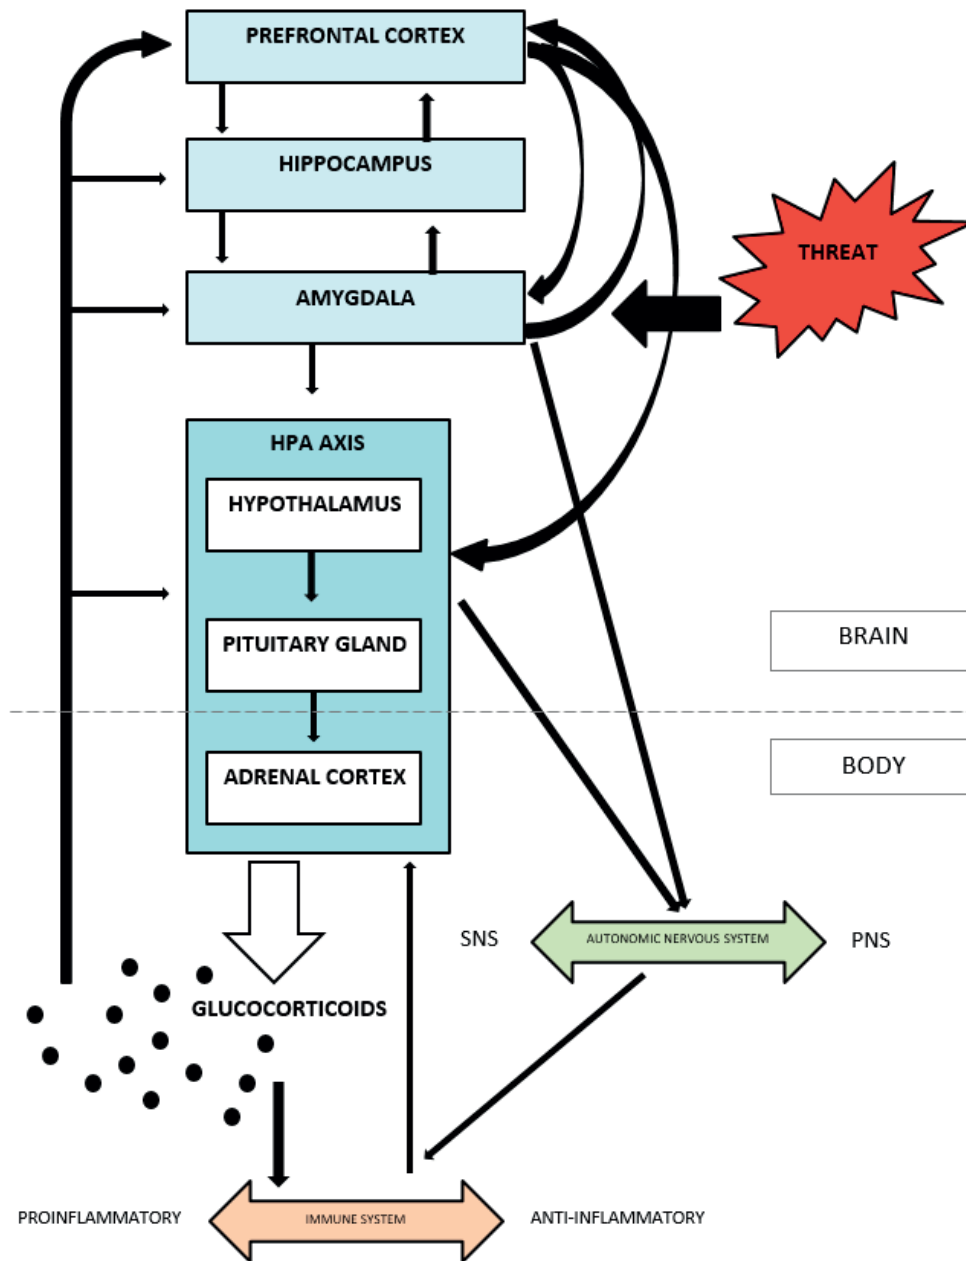 PREFRONTAL CORTEX
HIPPOCAMPUS
THREAT
AMYGDALA
HPA AXIS
HYPOTHALAMUS
PITUITARY GLAND
BRAIN
BODY
ADRENAL CORTEX
SNS
AUTONOMIC NERVOUS SYSTEM
PNS
GLUCOCORTICOIDS
PROINFLAMMATORY
IMMUNE SYSTEM
ANTI-INFLAMMATORY